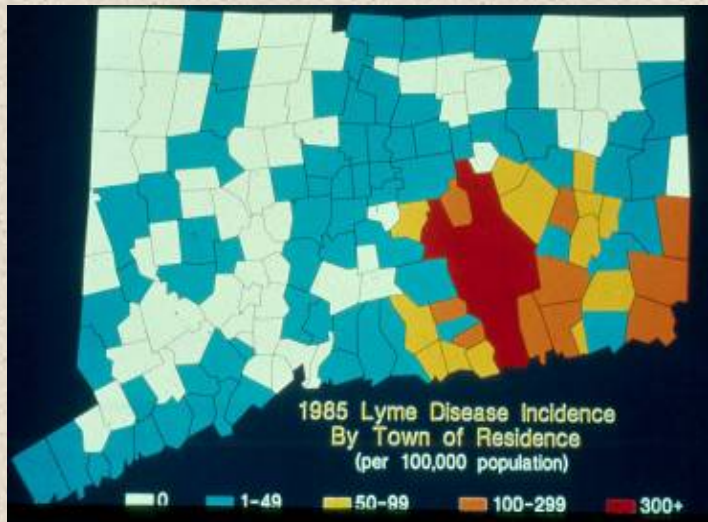 1985 Lyme Disease Incidence
By Town of Residence
(per 100,000 population)
0 1-49 50-99 100-299 300+